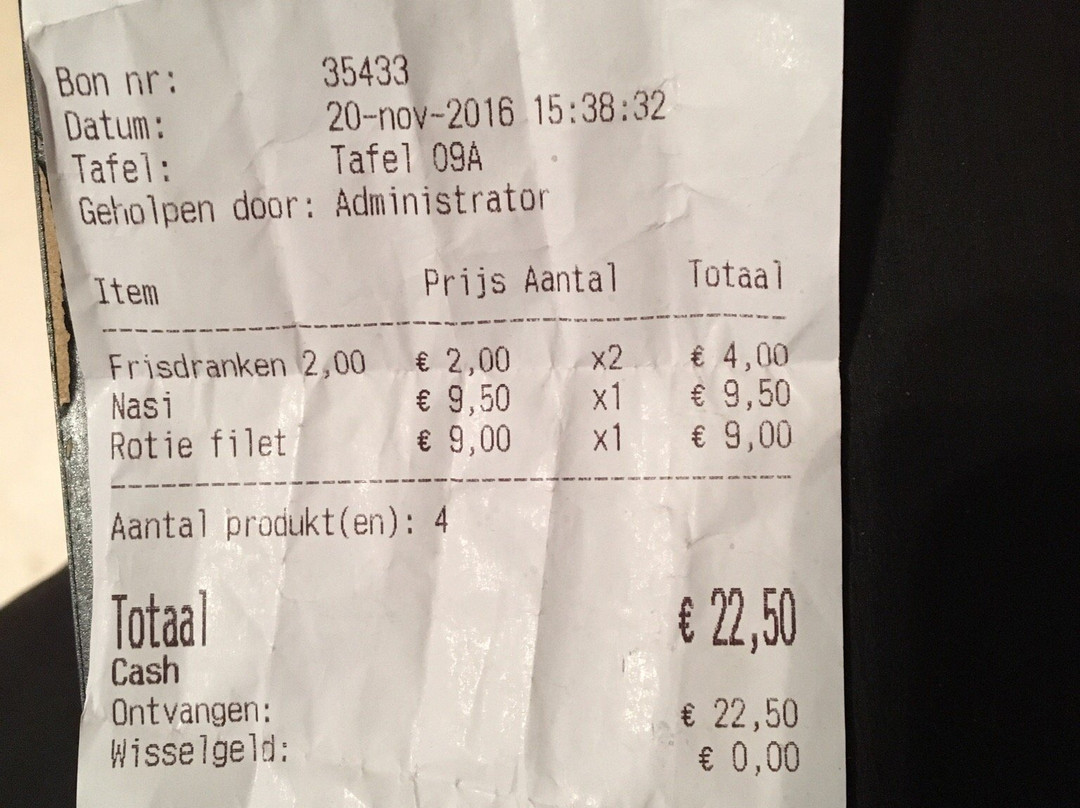 Bon nr: 35433
Datum: 20-nov-2016 15:38:32
Tafel: Tafel 09A
Geholpen door: Administrator
Item Prijs Aantal Totaal
Frisdranken 2,00 € 2,00 x2 € 4,00
Nasi € 9,50 x1 € 9,50
Rotie filet € 9,00 x1 € 9,00
Aantal produkt(en): 4
Totaal € 22,50
Cash
Ontvangen: € 22,50
Wisselgeld: € 0,00